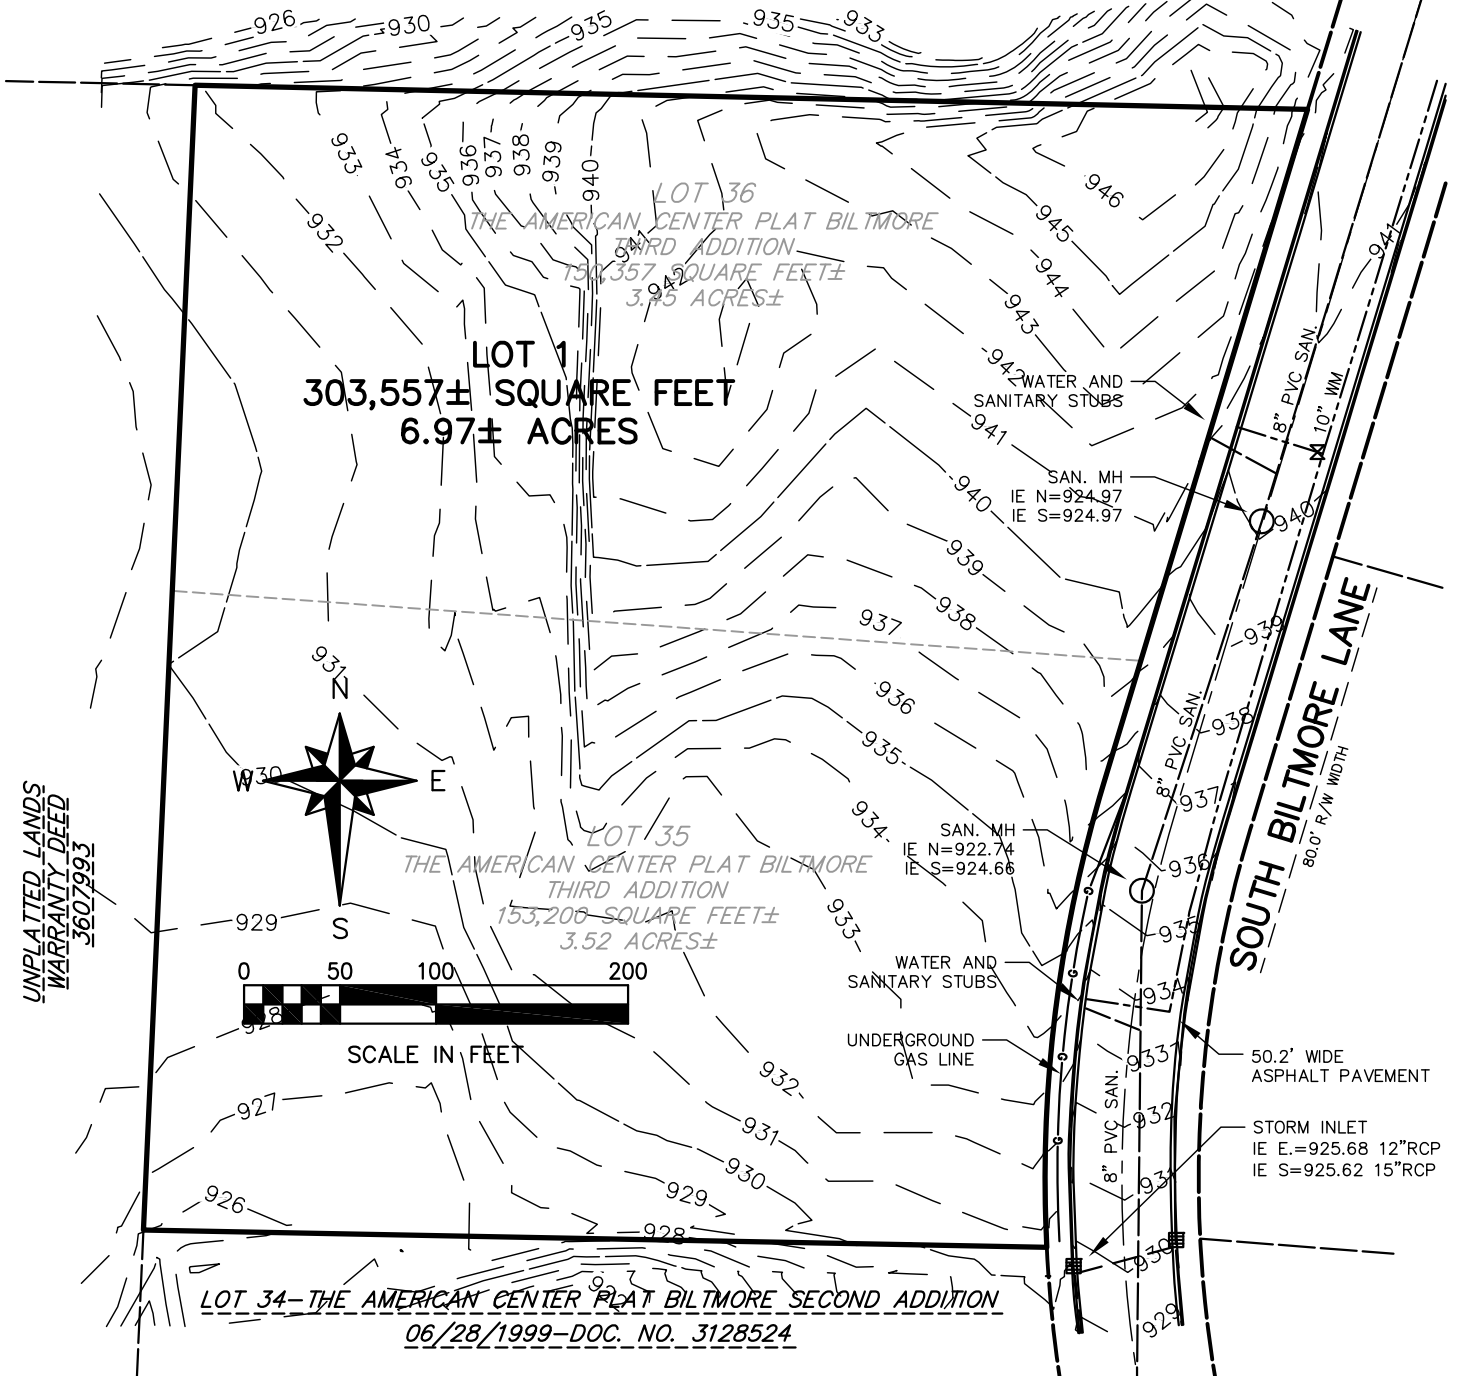 926
930
935
935
933
933
934
935
936
937
938
939
940
LOT 36
THE AMERICAN CENTER PLAT BILTMORE
THIRD ADDITION
150,357 SQUARE FEET±
3.45 ACRES±
946
945
944
943
942
941
932
941
942
941
LOT 1
303,557± SQUARE FEET
6.97± ACRES
WATER AND
SANITARY STUBS
8" PVC SAN.
10" WM
SAN. MH
IE N=924.97
IE S=924.97
940
940
939
938
937
936
935
934
933
932
931
930
929
928
939
938
937
936
935
934
933
932
931
930
929
931
N
W
E
S
930
SOUTH BILTMORE LANE
80.0' R/W WIDTH
8" PVC SAN.
SAN. MH
IE N=922.74
IE S=924.66
LOT 35
THE AMERICAN CENTER PLAT BILTMORE
THIRD ADDITION
153,200 SQUARE FEET±
3.52 ACRES±
UNPLATTED LANDS
WARRANTY DEED
3607993
929
0 50 100 200
928
SCALE IN FEET
WATER AND
SANITARY STUBS
UNDERGROUND
GAS LINE
G
G
G
8" PVC SAN.
50.2' WIDE
ASPHALT PAVEMENT
STORM INLET
IE E.=925.68 12"RCP
IE S=925.62 15"RCP
927
926
LOT 34-THE AMERICAN CENTER PLAT BILTMORE SECOND ADDITION
06/28/1999-DOC. NO. 3128524